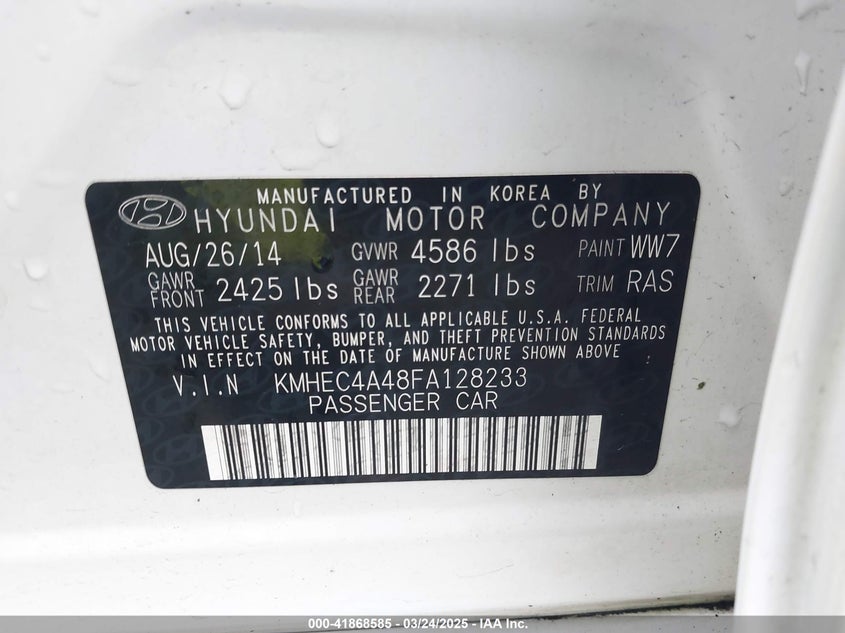 MANUFACTURED IN KOREA BY
HYUNDAI MOTOR COMPANY
AUG/26/14 GVWR 4586 lbs PAINT WW7
GAWR FRONT 2425 lbs GAWR REAR 2271 lbs TRIM RAS
THIS VEHICLE CONFORMS TO ALL APPLICABLE U.S.A. FEDERAL
MOTOR VEHICLE SAFETY, BUMPER, AND THEFT PREVENTION STANDARDS
IN EFFECT ON THE DATE OF MANUFACTURE SHOWN ABOVE
V.I.N KMHEC4A48FA128233
PASSENGER CAR
000-41868585 - 03/24/2025 - IAA Inc.